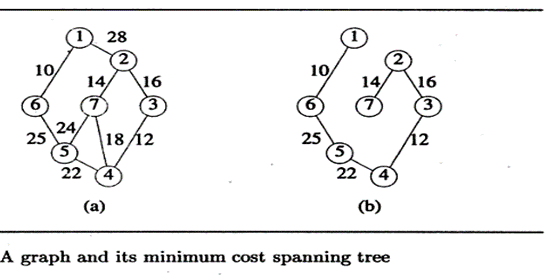 1 28 1
2 2
10 14 16 10 14 16
6 7 3 6 7 3
25 24 18 12 25 12
5 5
22 4 22 4
(a) (b)
A graph and its minimum cost spanning tree